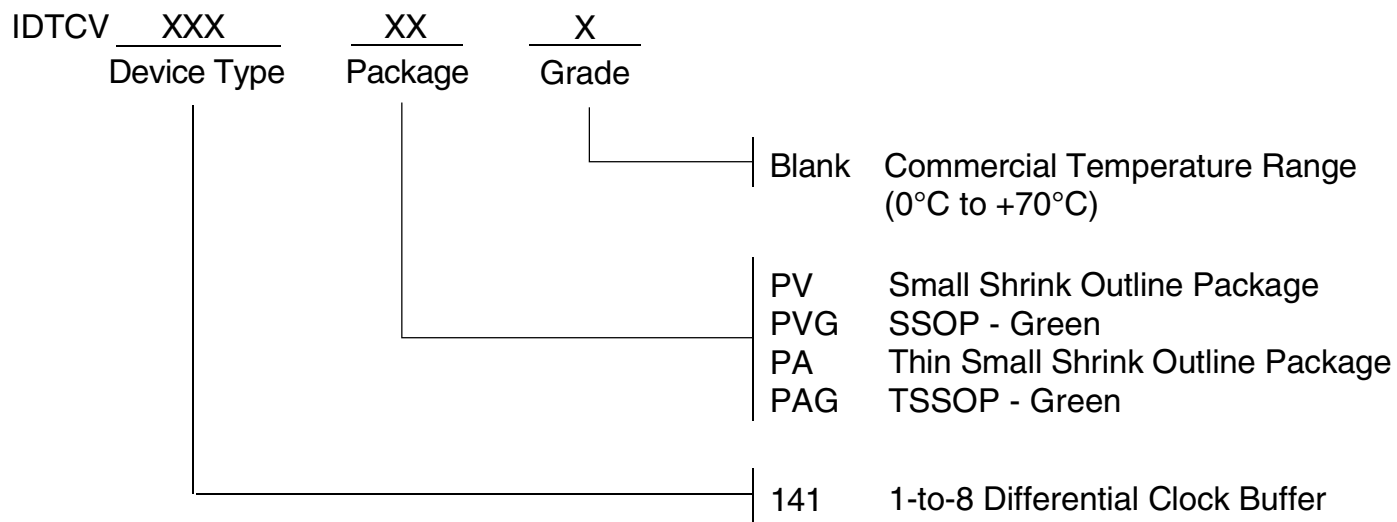 IDTCV XXX XX X
Device Type Package Grade
Blank Commercial Temperature Range
(0°C to +70°C)
PV Small Shrink Outline Package
PVG SSOP - Green
PA Thin Small Shrink Outline Package
PAG TSSOP - Green
141 1-to-8 Differential Clock Buffer